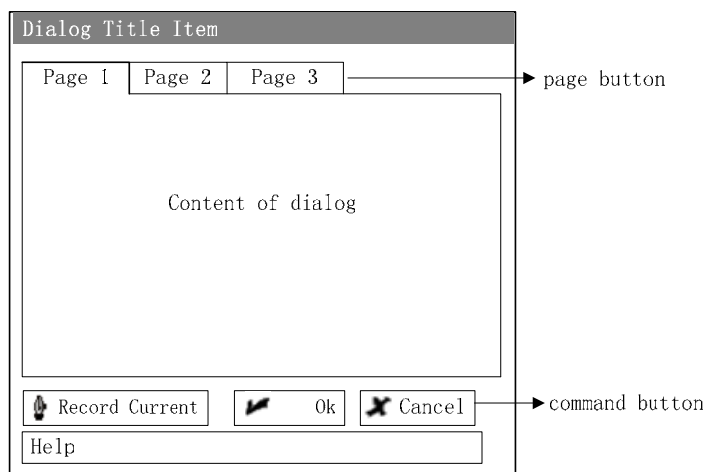 Dialog Title Item
Page 1 Page 2 Page 3 page button
Content of dialog
Record Current Ok Cancel command button
Help